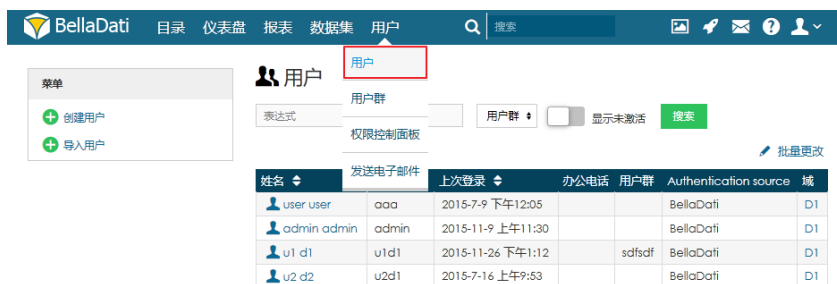 BellaDati 目录 仪表盘 报表 数据集 用户 搜索
菜单
创建用户
导入用户
用户
用户
用户群
权限控制面板
发送电子邮件
表达式 用户群 显示未激活 搜索
批量更改
姓名 上次登录 办公电话 用户群 Authentication source 域
user user aaa 2015-7-9 下午12:05 BellaDati D1
admin admin admin 2015-11-9 上午11:30 BellaDati D1
u1 d1 u1d1 2015-11-26 下午1:12 sdfsdf BellaDati D1
u2 d2 u2d1 2015-7-16 上午9:53 BellaDati D1